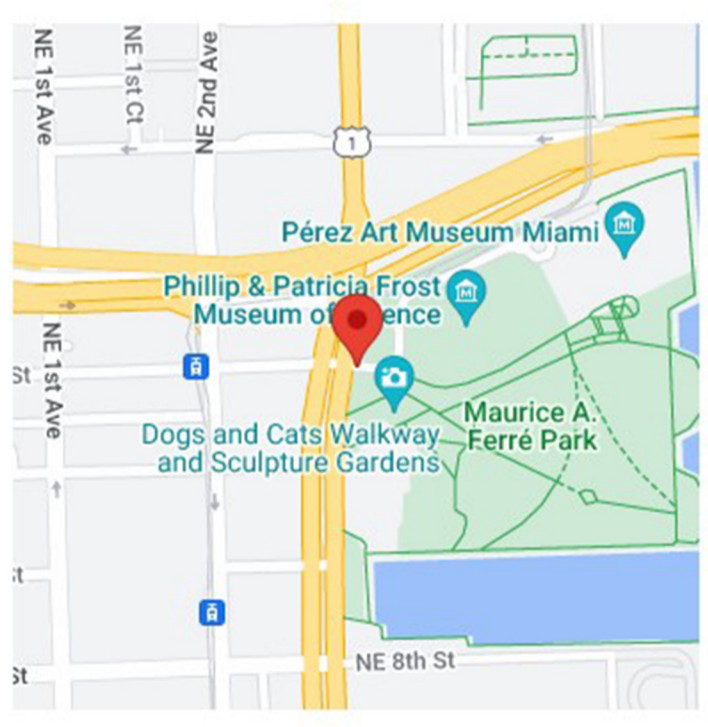 NE 1st Ave
NE 1st Ct
NE 2nd Ave
1
Pérez Art Museum Miami
Phillip & Patricia Frost
Museum of
Dogs and Cats Walkway
and Sculpture Gardens
Maurice A.
Ferré Park
St
NE 1st Ave
St
St
NE 8th St